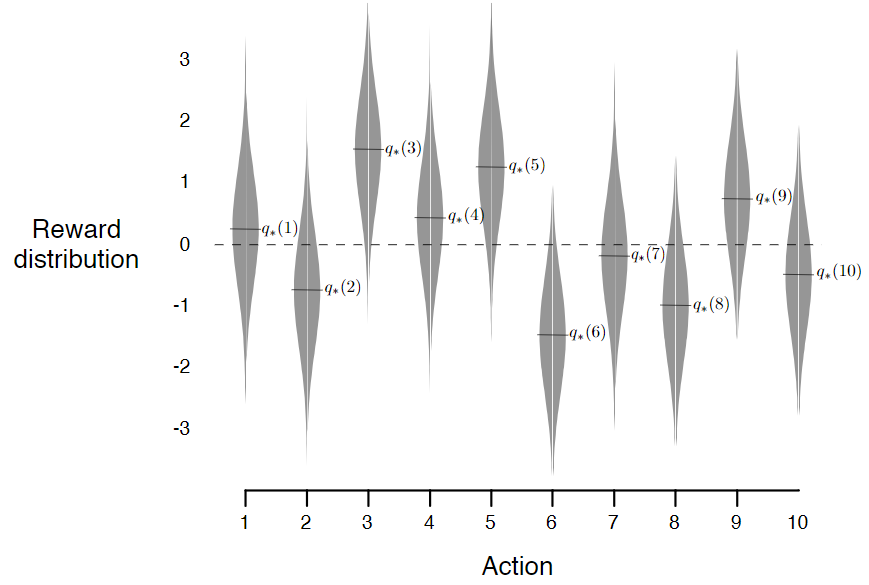 3
2
1
0
-1
-2
-3
Reward
distribution
q*(1)
q*(2)
q*(3)
q*(4)
q*(5)
q*(6)
q*(7)
q*(8)
q*(9)
q*(10)
1 2 3 4 5 6 7 8 9 10
Action